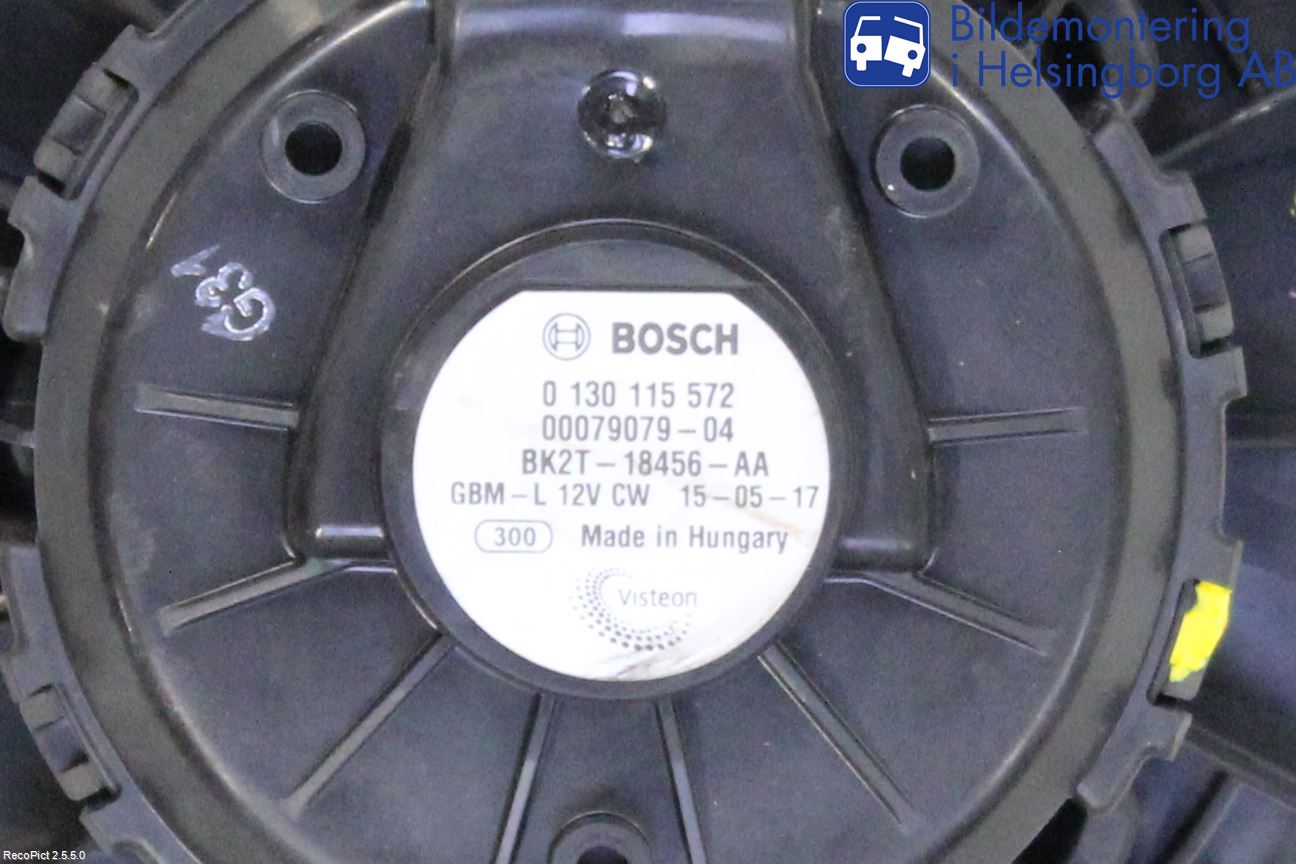 Bildemontering
i Helsingborg AB
G31
BOSCH
0 130 115 572
00079079-04
BK2T-18456-AA
GBM-L 12V CW 15-05-17
300 Made in Hungary
Visteon
RecoPict 2.5.5.0